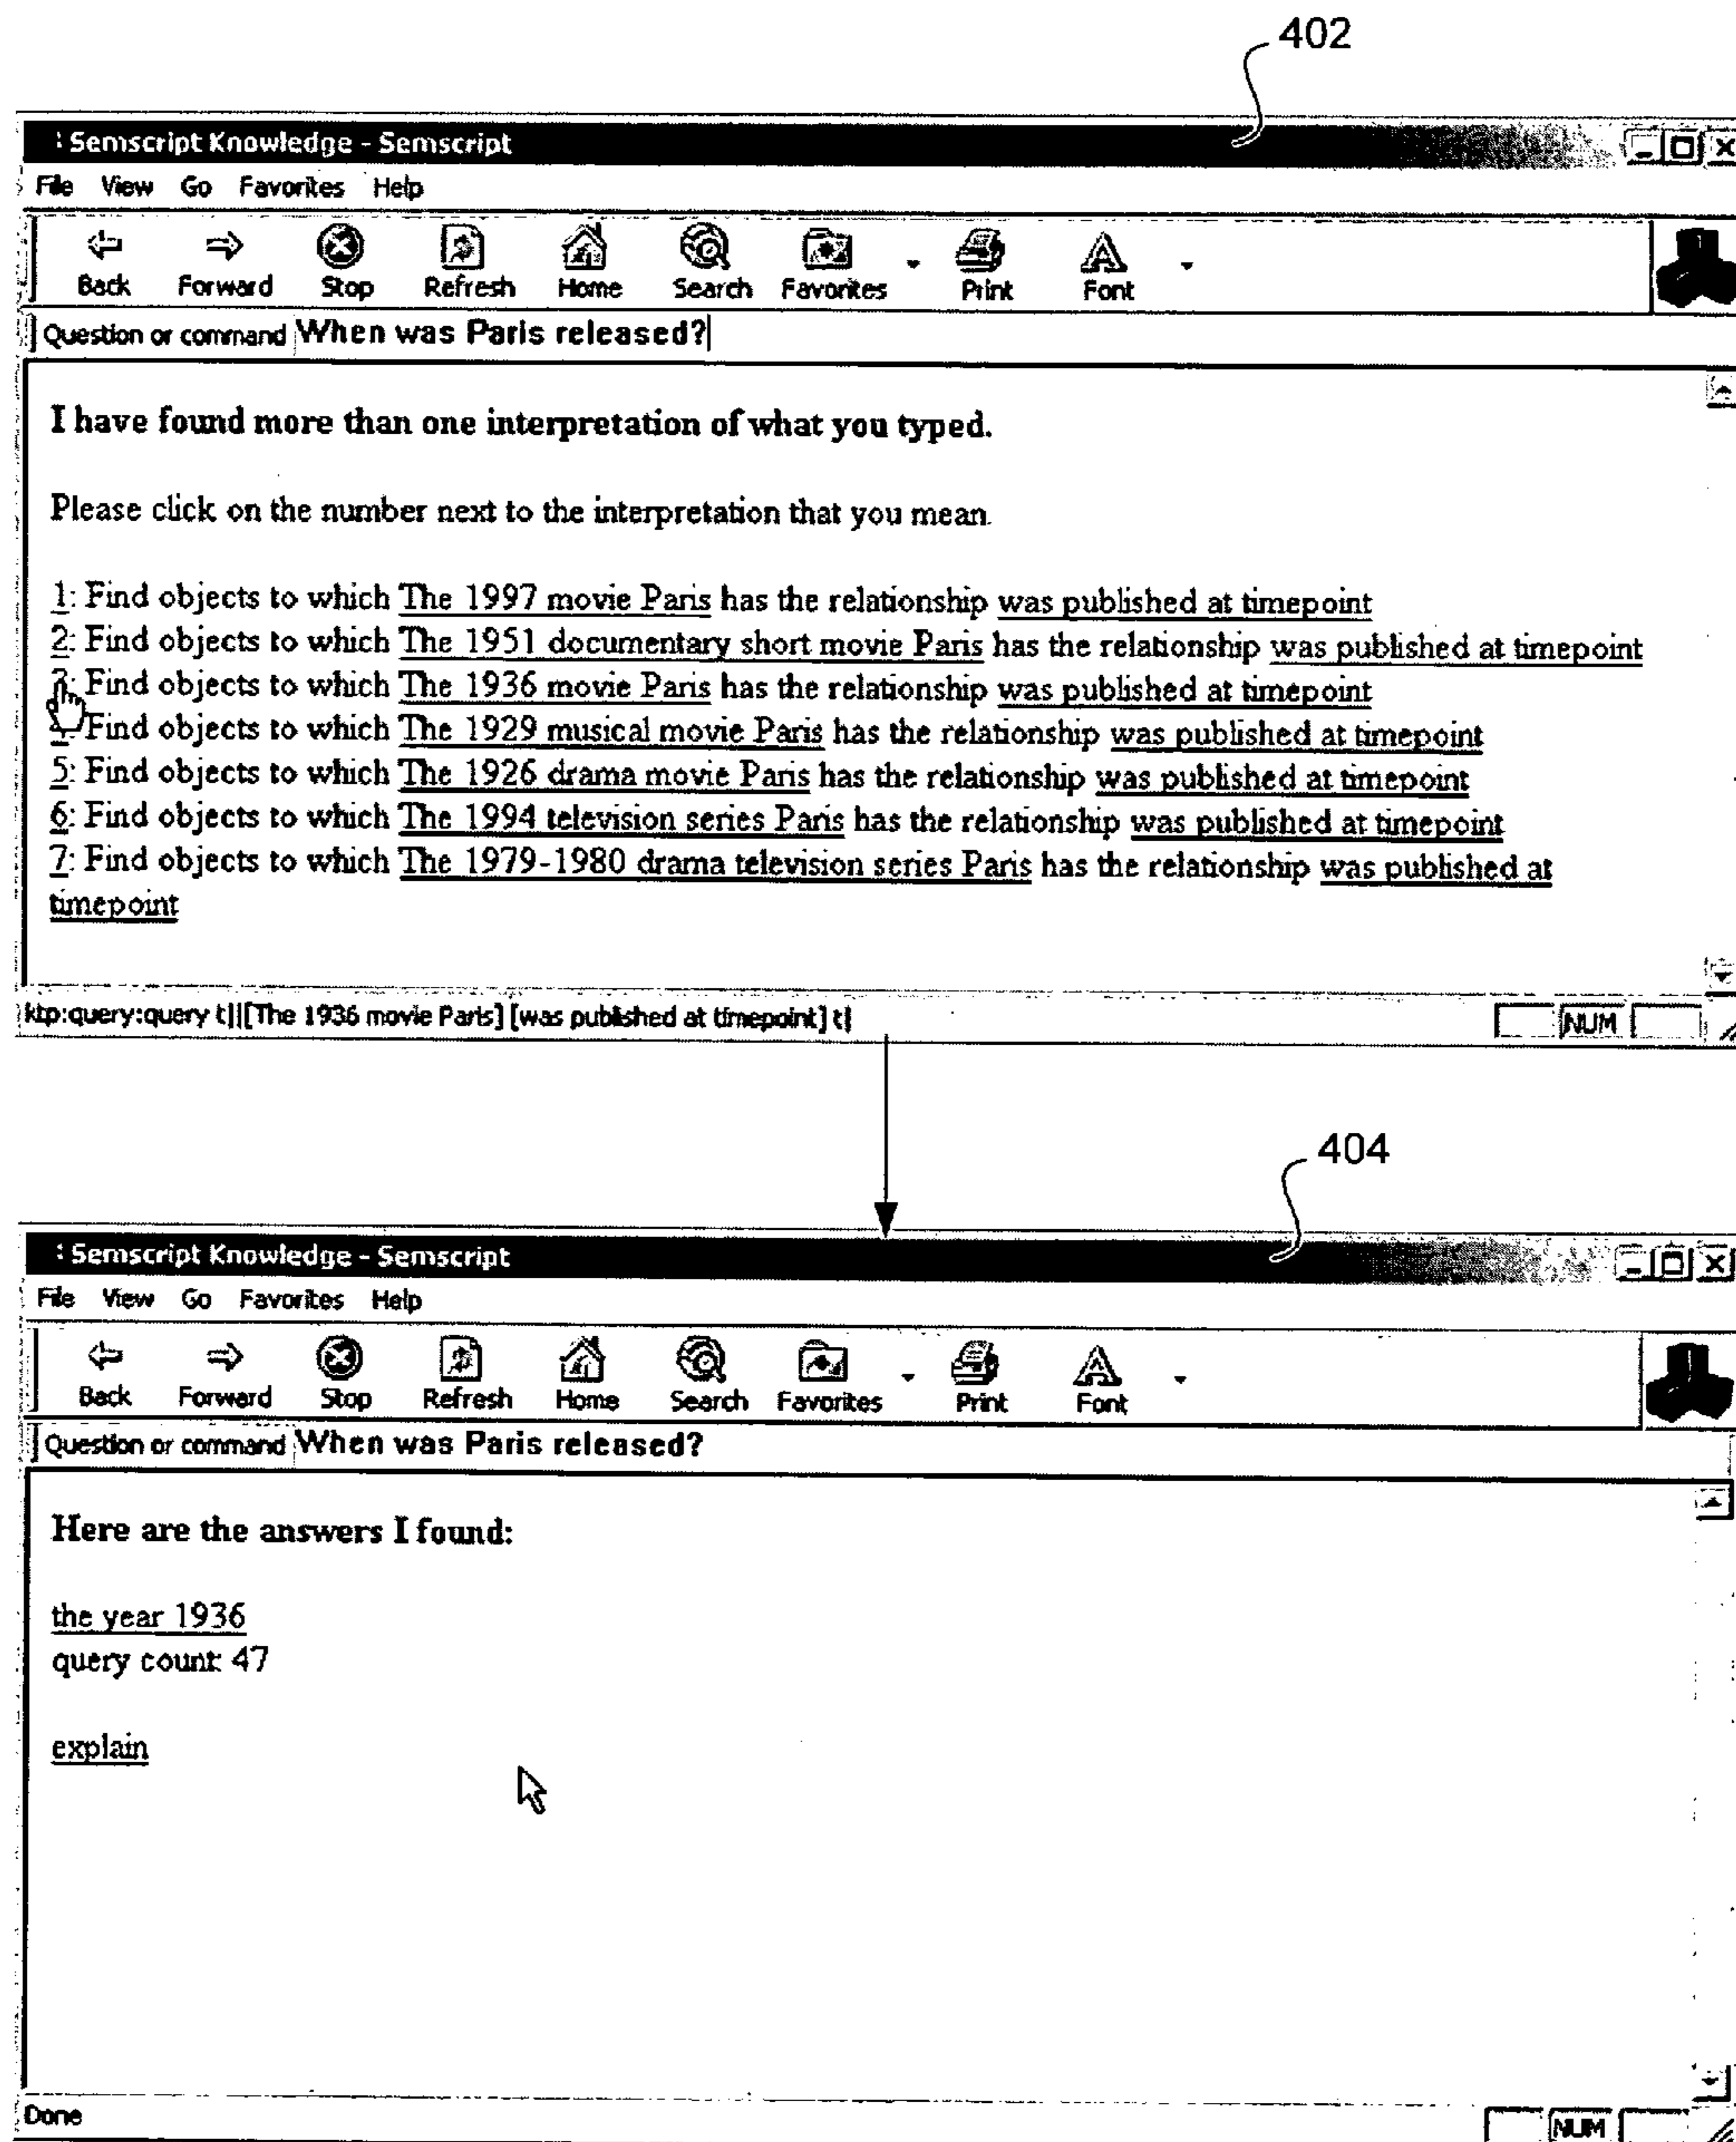 402
Semscript Knowledge - Semscript
File View Go Favorites Help
Back Forward Stop Refresh Home Search Favorites Print Font
Question or command When was Paris released?
I have found more than one interpretation of what you typed.
Please click on the number next to the interpretation that you mean.
1: Find objects to which The 1997 movie Paris has the relationship was published at timepoint
2: Find objects to which The 1951 documentary short movie Paris has the relationship was published at timepoint
3: Find objects to which The 1936 movie Paris has the relationship was published at timepoint
4: Find objects to which The 1929 musical movie Paris has the relationship was published at timepoint
5: Find objects to which The 1926 drama movie Paris has the relationship was published at timepoint
6: Find objects to which The 1994 television series Paris has the relationship was published at timepoint
7: Find objects to which The 1979-1980 drama television series Paris has the relationship was published at
timepoint
ktp:query:query t||[The 1936 movie Paris] [was published at timepoint] t| NUM
404
Semscript Knowledge - Semscript
File View Go Favorites Help
Back Forward Stop Refresh Home Search Favorites Print Font
Question or command When was Paris released?
Here are the answers I found:
the year 1936
query count: 47
explain
Done NUM